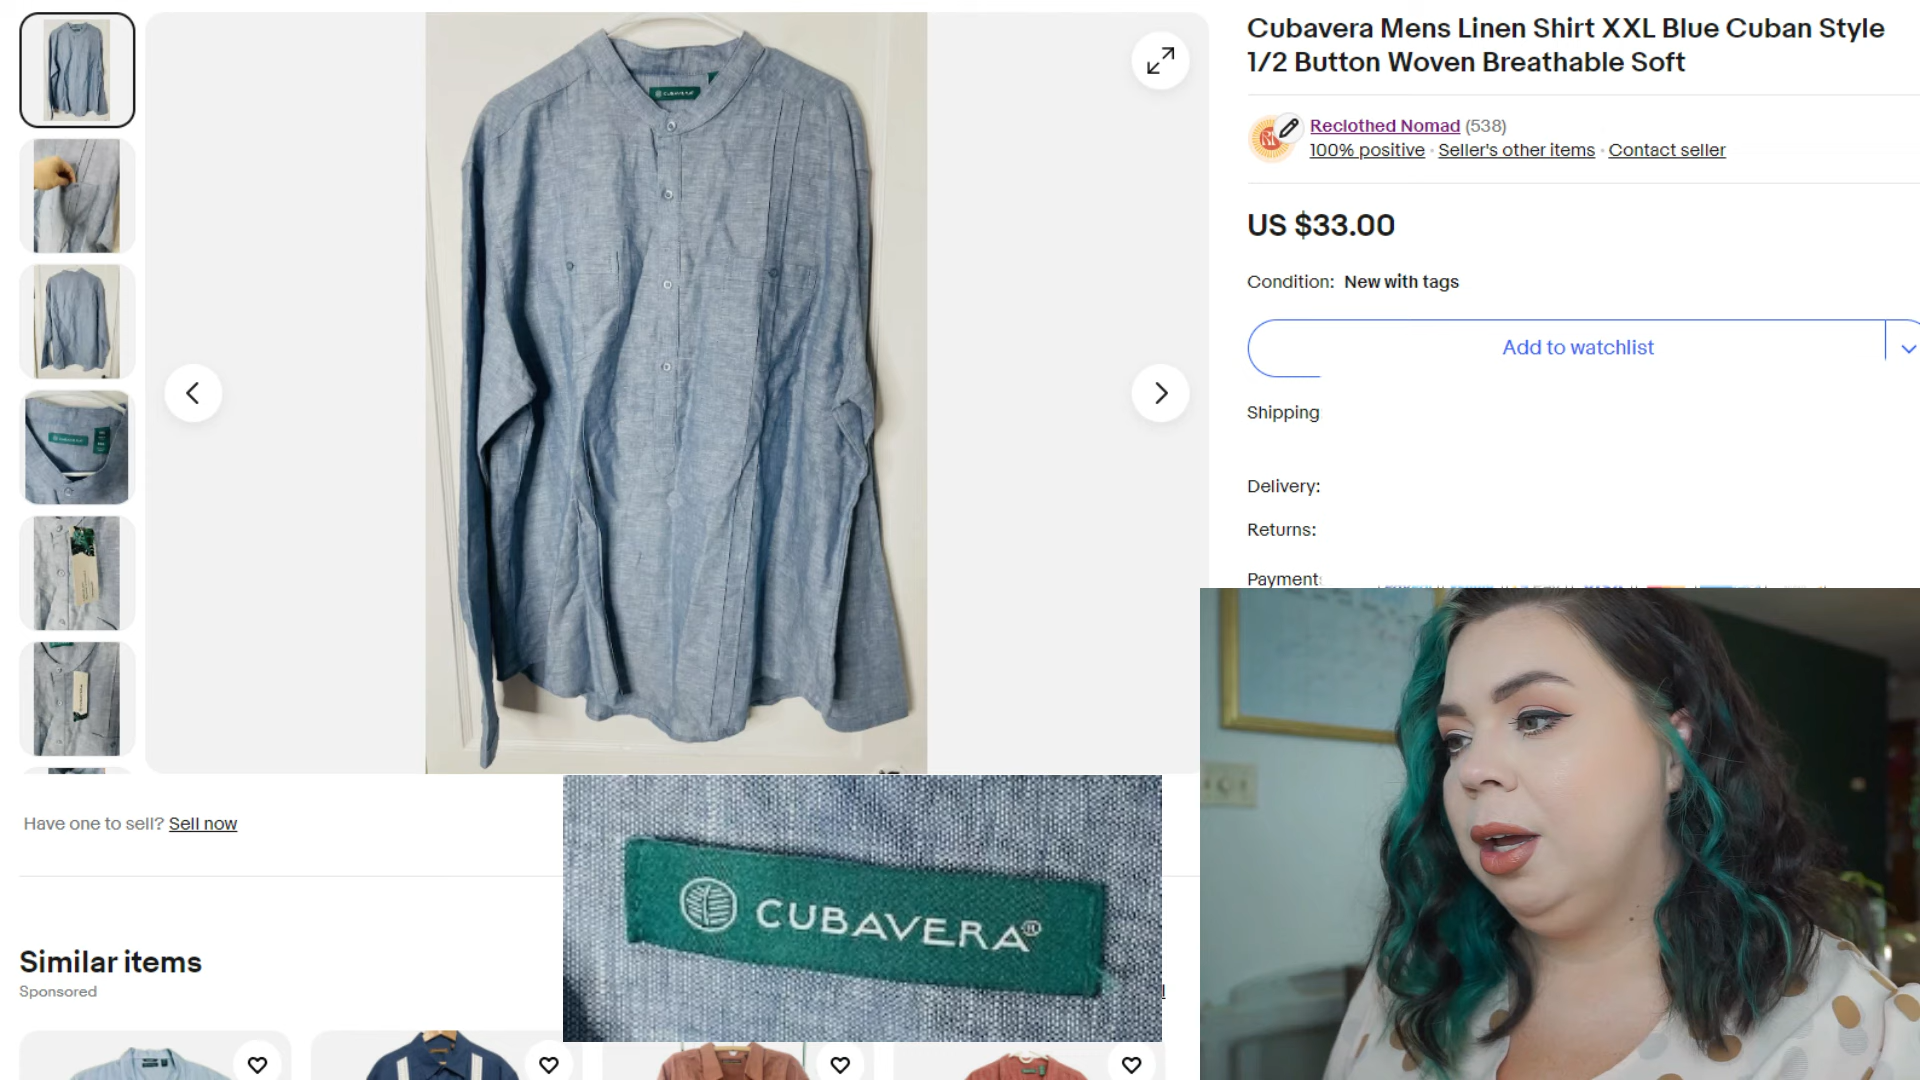 Cubavera Mens Linen Shirt XXL Blue Cuban Style
1/2 Button Woven Breathable Soft
Reclothed Nomad (538)
100% positive · Seller's other items · Contact seller
US $33.00
Condition: New with tags
Add to watchlist
Shipping
Delivery:
Returns:
Payment
CUBAVERA
Have one to sell? Sell now
CUBAVERA®
Similar items
Sponsored